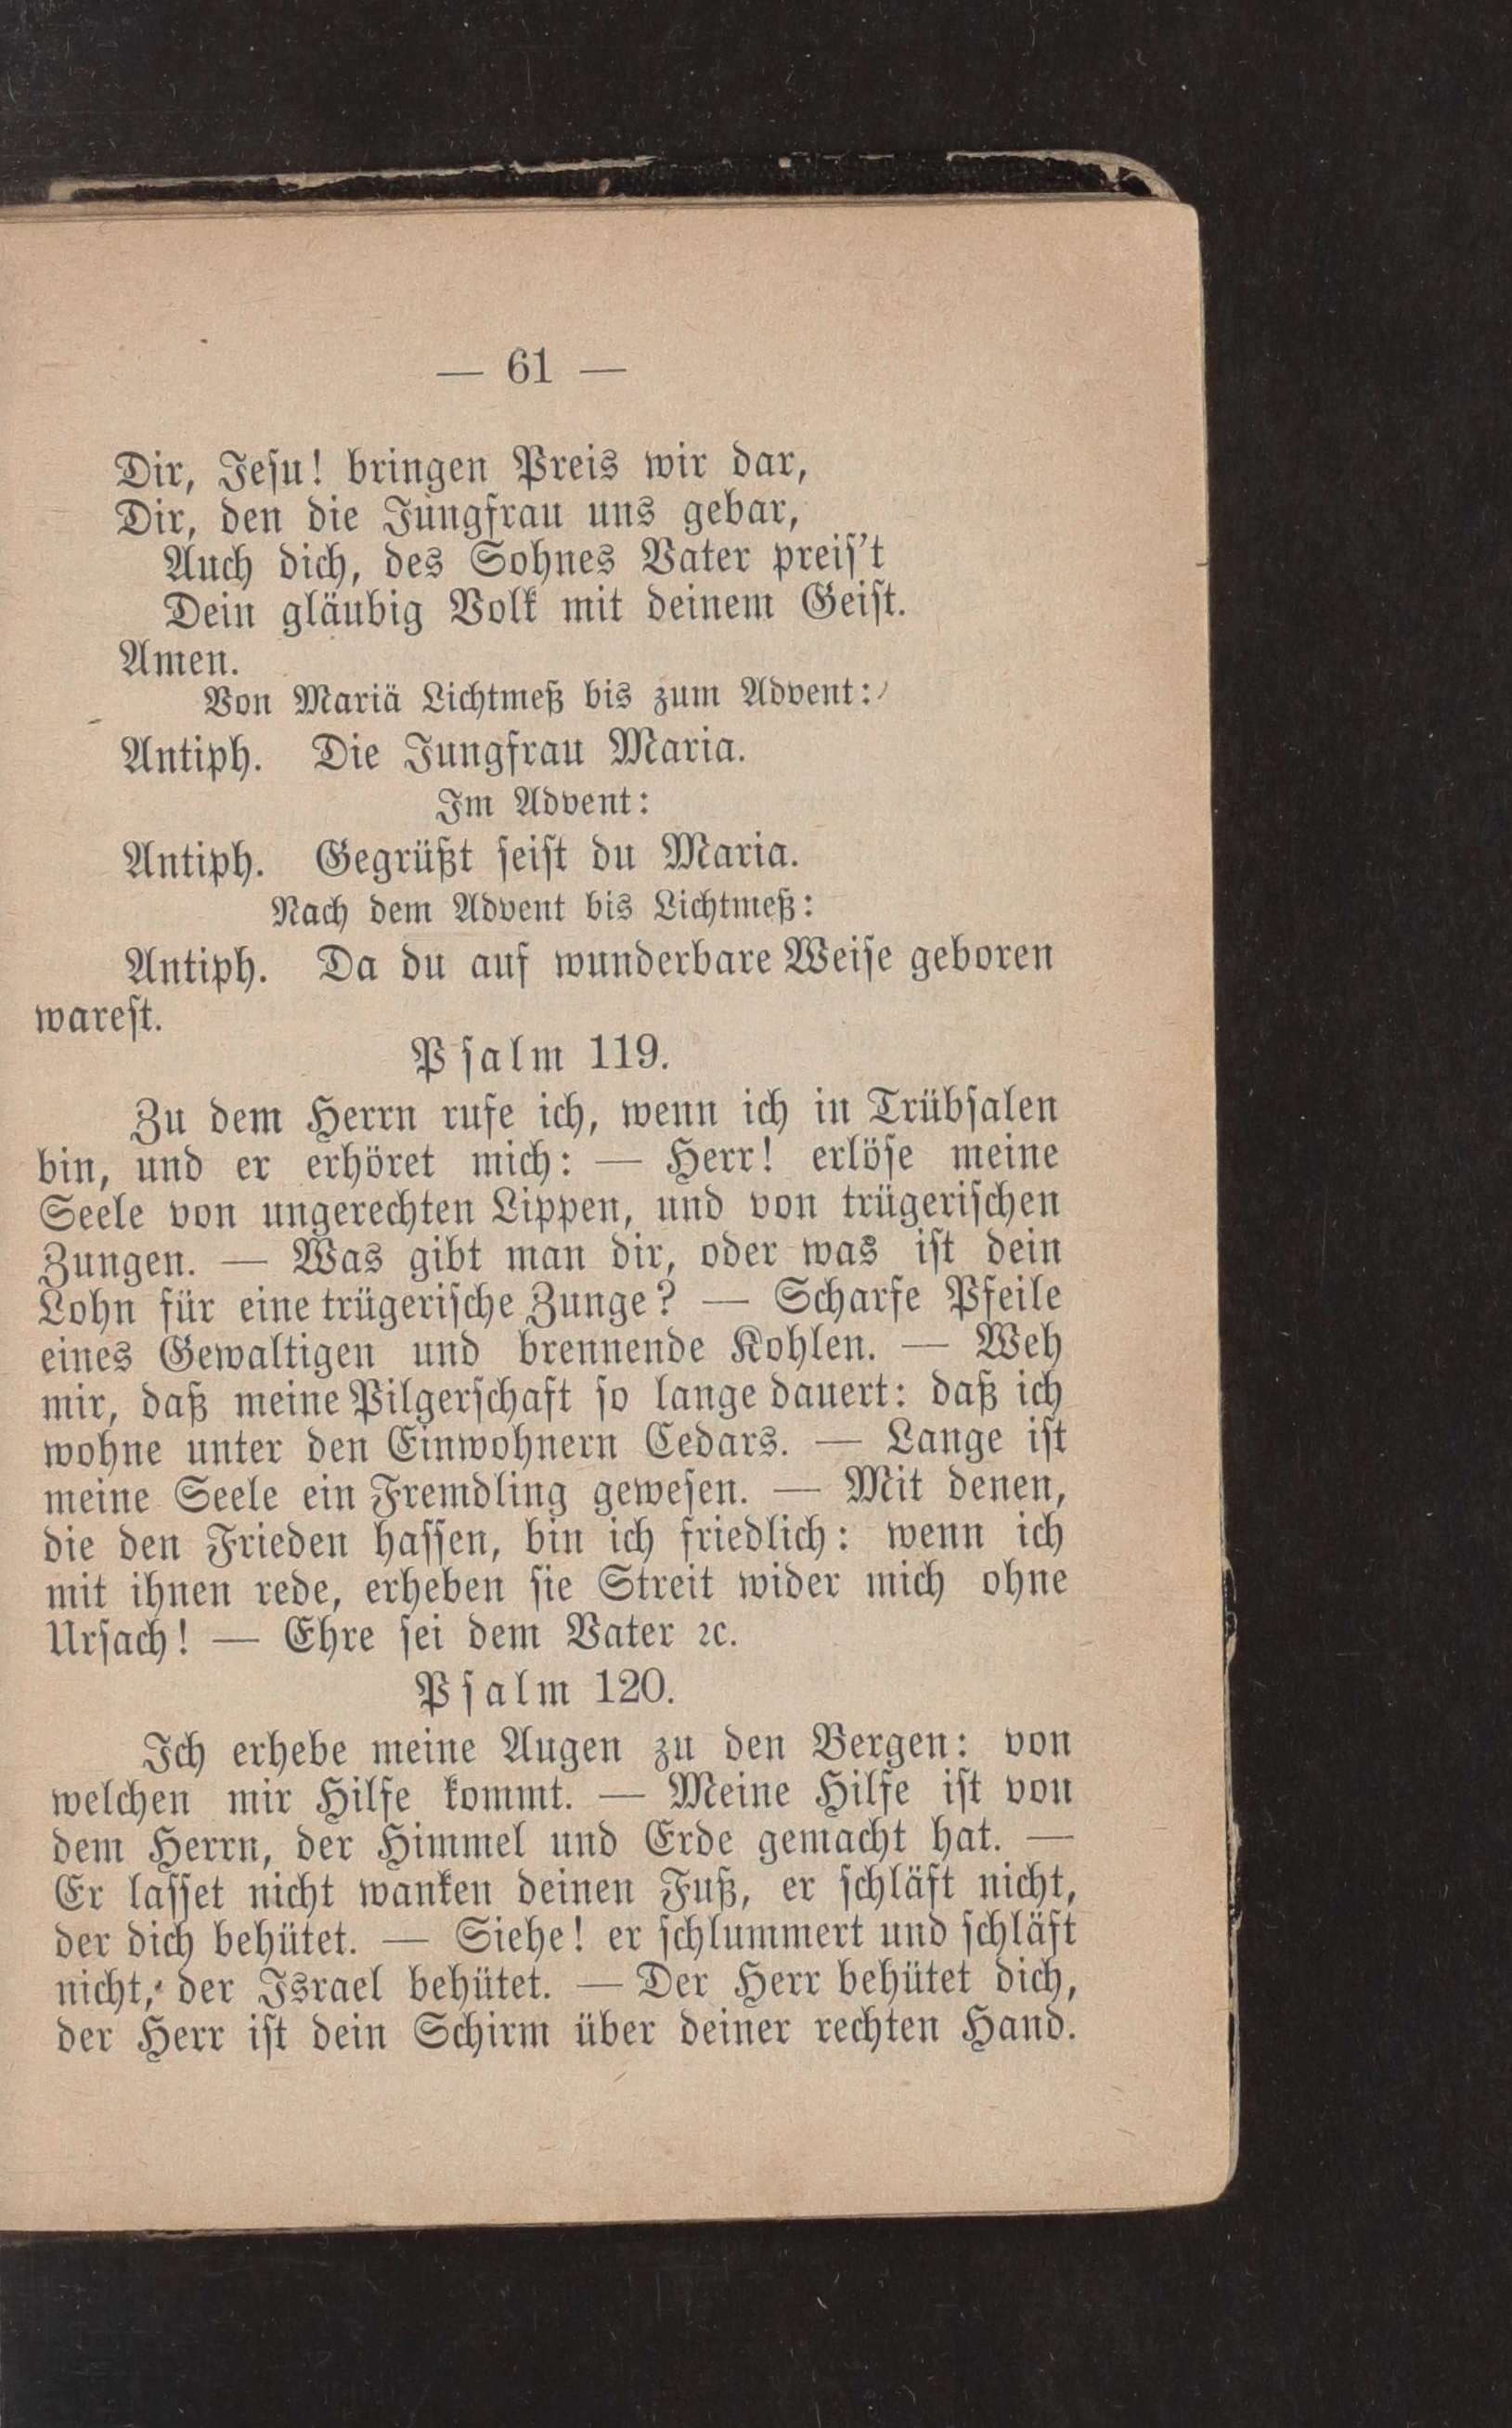 — 61 —
Dir, Jesu! bringen Preis wir dar,
Dir, den die Jungfrau uns gebar,
Auch dich, des Sohnes Vater preis't
Dein gläubig Volk mit deinem Geist.
Amen.
Von Mariä Lichtmeß bis zum Advent:
Antiph. Die Jungfrau Maria.
Im Advent:
Antiph. Gegrüßt seist du Maria.
Nach dem Advent bis Lichtmeß:
Antiph. Da du auf wunderbare Weise geboren
warest.
Psalm 119.
Zu dem Herrn rufe ich, wenn ich in Trübsalen
bin, und er erhöret mich: — Herr! erlöse meine
Seele von ungerechten Lippen, und von trügerischen
Zungen. — Was gibt man dir, oder was ist dein
Lohn für eine trügerische Zunge? — Scharfe Pfeile
eines Gewaltigen und brennende Kohlen. — Weh
mir, daß meine Pilgerschaft so lange dauert: daß ich
wohne unter den Einwohnern Cedars. — Lange ist
meine Seele ein Fremdling gewesen. — Mit denen,
die den Frieden hassen, bin ich friedlich: wenn ich
mit ihnen rede, erheben sie Streit wider mich ohne
Ursach! — Ehre sei dem Vater ꝛc.
Psalm 120.
Ich erhebe meine Augen zu den Bergen: von
welchen mir Hilfe kommt. — Meine Hilfe ist von
dem Herrn, der Himmel und Erde gemacht hat. —
Er lasset nicht wanken deinen Fuß, er schläft nicht,
der dich behütet. — Siehe! er schlummert und schläft
nicht, der Israel behütet. — Der Herr behütet dich,
der Herr ist dein Schirm über deiner rechten Hand.